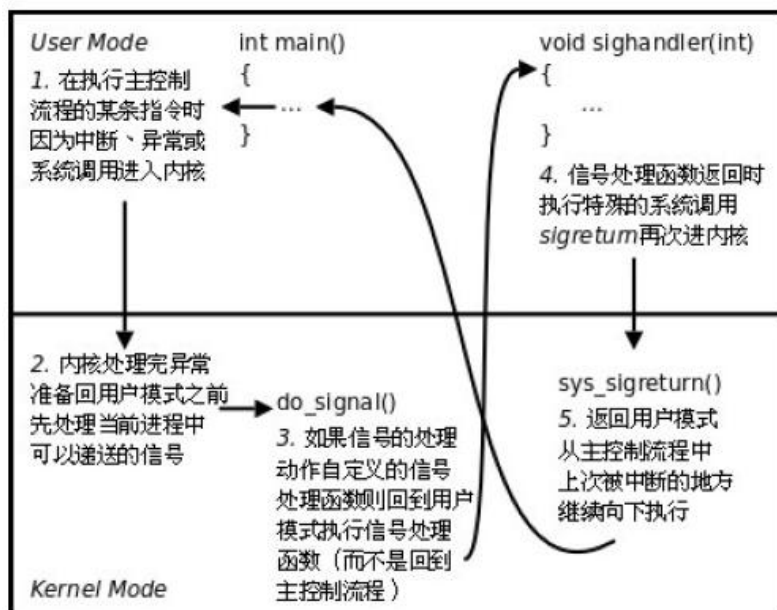 User Mode
1. 在执行主控制
流程的某条指令时
因为中断、异常或
系统调用进入内核
int main()
{
...
}
void sighandler(int)
{
...
}
4. 信号处理函数返回时
执行特殊的系统调用
sigreturn再次进内核
2. 内核处理完异常
准备回用户模式之前
先处理当前进程中
可以递送的信号
do_signal()
3. 如果信号的处理
动作自定义的信号
处理函数则回到用户
模式执行信号处理
函数（而不是回到
主控制流程）
sys_sigreturn()
5. 返回用户模式
从主控制流程中
上次被中断的地方
继续向下执行
Kernel Mode